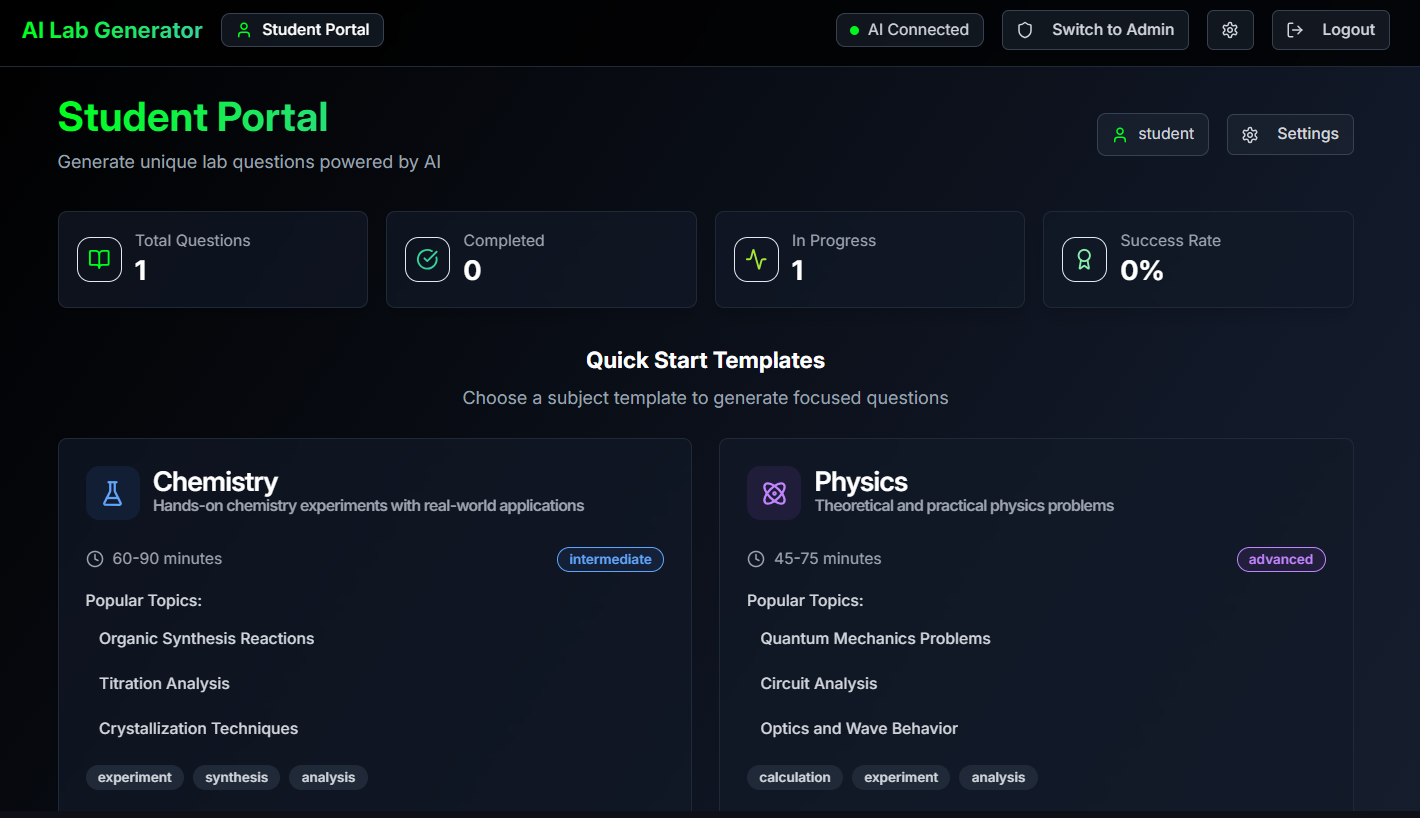 AI Lab Generator
Student Portal
AI Connected
Switch to Admin
Logout
Student Portal
Generate unique lab questions powered by AI
student
Settings
Total Questions
1
Completed
0
In Progress
1
Success Rate
0%
Quick Start Templates
Choose a subject template to generate focused questions
Chemistry
Hands-on chemistry experiments with real-world applications
60-90 minutes
intermediate
Popular Topics:
Organic Synthesis Reactions
Titration Analysis
Crystallization Techniques
experiment
synthesis
analysis
Physics
Theoretical and practical physics problems
45-75 minutes
advanced
Popular Topics:
Quantum Mechanics Problems
Circuit Analysis
Optics and Wave Behavior
calculation
experiment
analysis